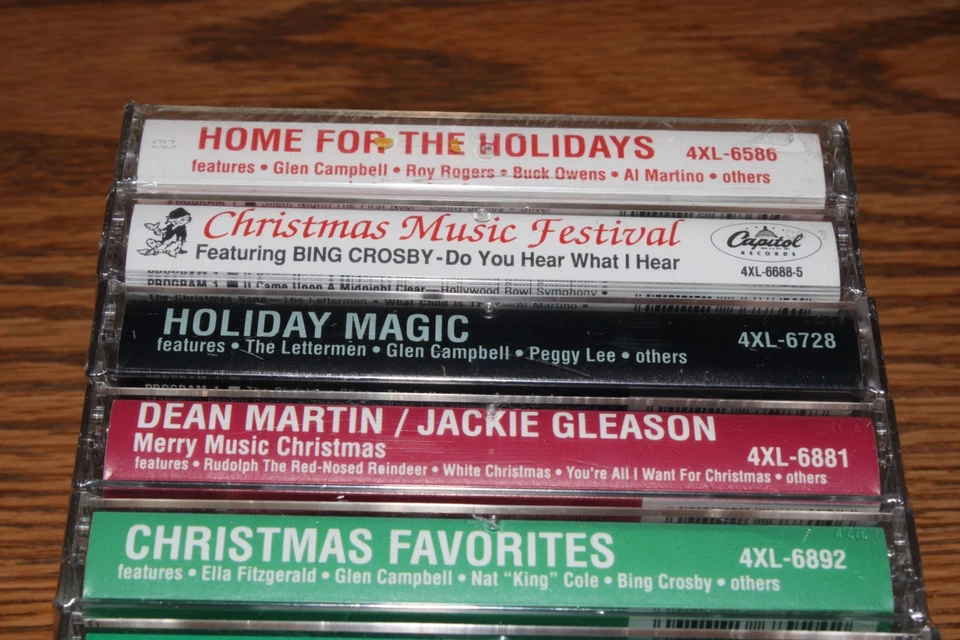 HOME FOR THE HOLIDAYS 4XL-6586
features • Glen Campbell • Roy Rogers • Buck Owens • Al Martino • others
Christmas Music Festival
Featuring BING CROSBY - Do You Hear What I Hear
Capitol
RECORDS
4XL-6688-5
PROGRAM 1 It Came Upon A Midnight Clear—Hollywood Bowl Symphony •
HOLIDAY MAGIC 4XL-6728
features • The Lettermen • Glen Campbell • Peggy Lee • others
DEAN MARTIN / JACKIE GLEASON
Merry Music Christmas 4XL-6881
features • Rudolph The Red-Nosed Reindeer • White Christmas • You're All I Want For Christmas • others
CHRISTMAS FAVORITES 4XL-6892
features • Ella Fitzgerald • Glen Campbell • Nat "King" Cole • Bing Crosby • others